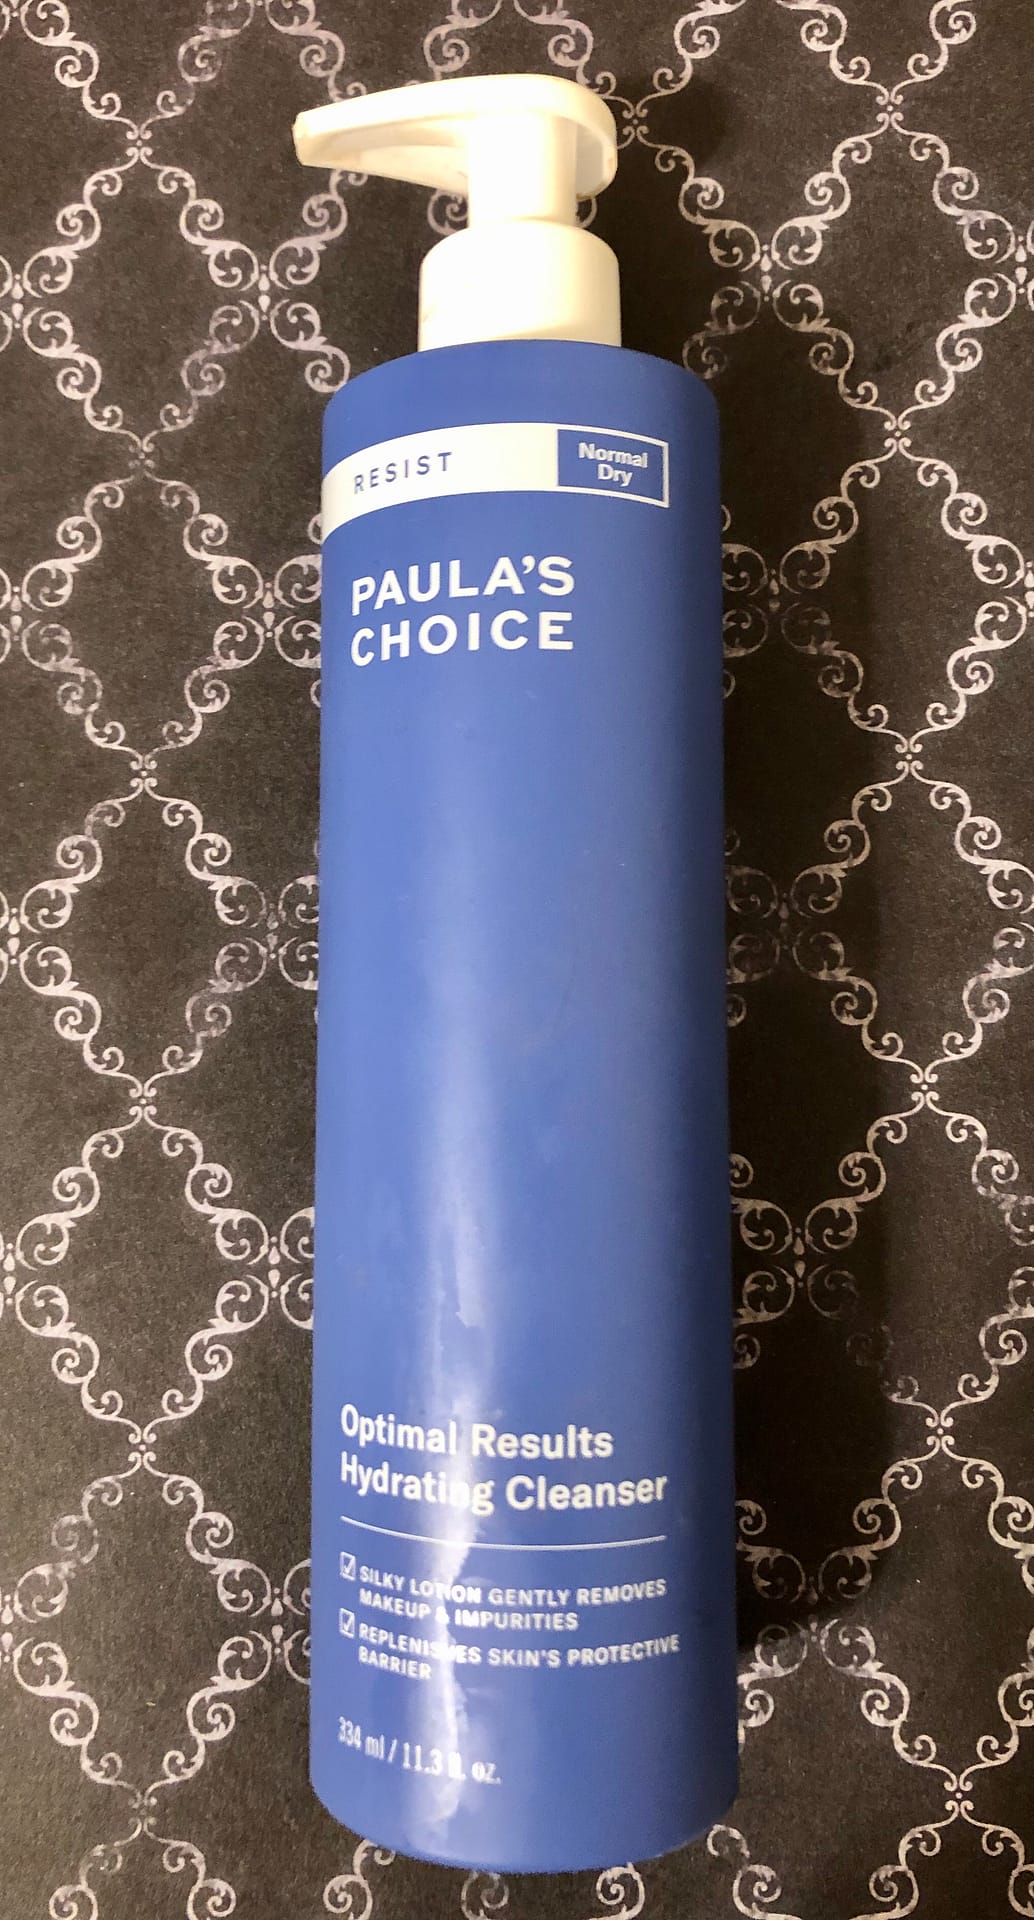 RESIST
Normal
Dry
PAULA'S
CHOICE
Optimal Results
Hydrating Cleanser
SILKY LOTION GENTLY REMOVES
MAKEUP & IMPURITIES
REPLENISHES SKIN'S PROTECTIVE
BARRIER
334 ml / 11.3 fl. oz.